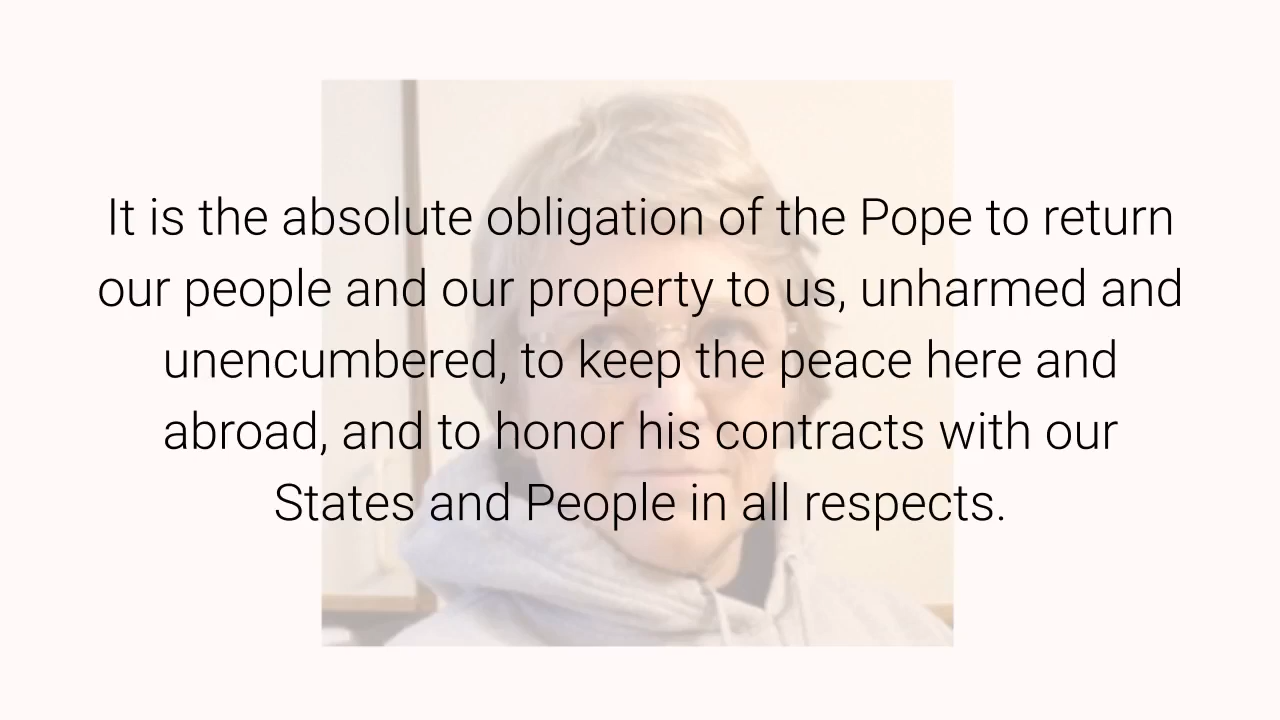 It is the absolute obligation of the Pope to return
our people and our property to us, unharmed and
unencumbered, to keep the peace here and
abroad, and to honor his contracts with our
States and People in all respects.